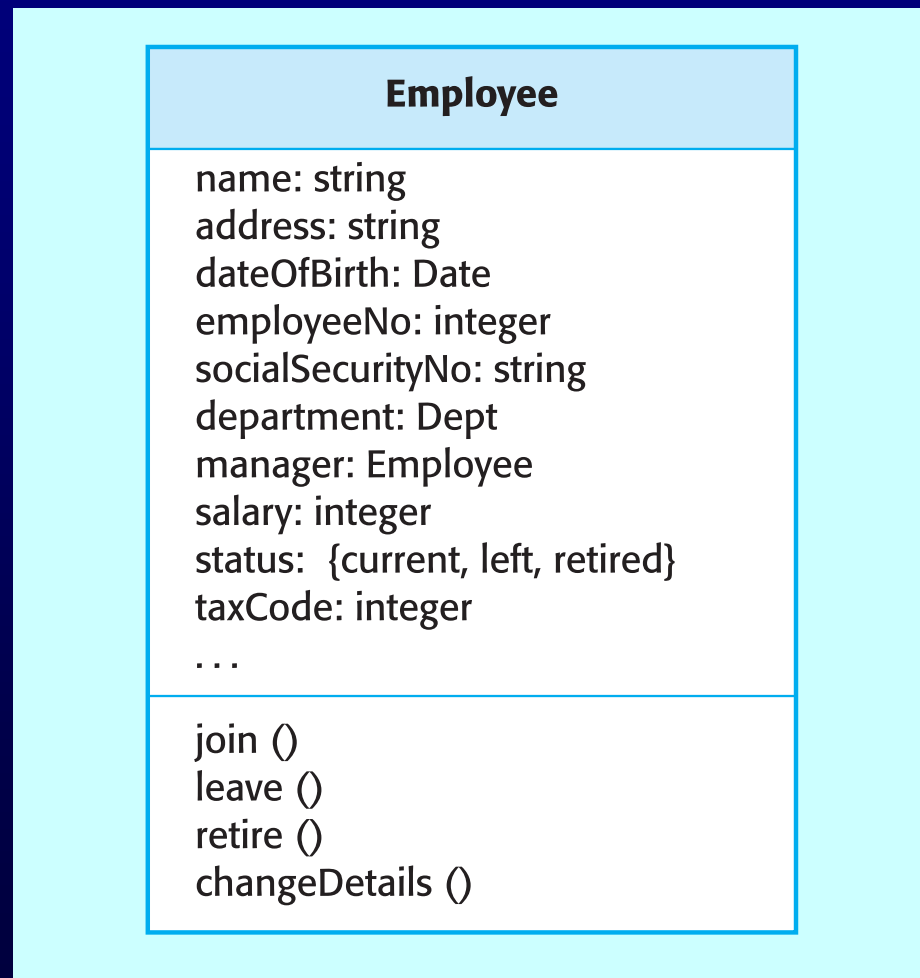 Employee
name: string
address: string
dateOfBirth: Date
employeeNo: integer
socialSecurityNo: string
department: Dept
manager: Employee
salary: integer
status:  {current, left, retired}
taxCode: integer
. . .
join ()
leave ()
retire ()
changeDetails ()